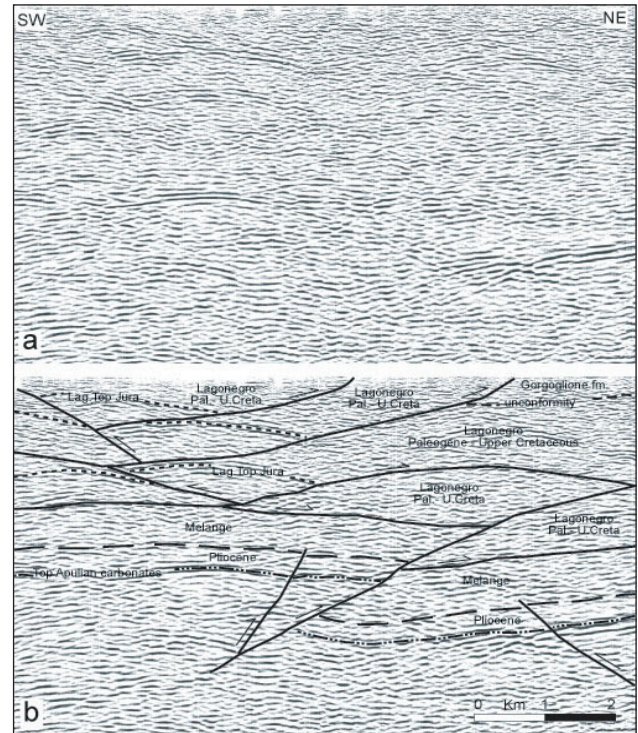 SW
NE
a
Lag Top Jura
Lagonegro
Pal.- U.Creta
Lagonegro
Pal.- U.Creta
Gorgoglione fm.
unconformity
Lagonegro
Paleogene - Upper Cretaceous
Lag Top Jura
Lagonegro
Pal.- U.Creta
Lagonegro
Pal.- U.Creta
Melange
Pliocene
Top Apulian carbonates
Melange
Pliocene
b
0 Km 1 2